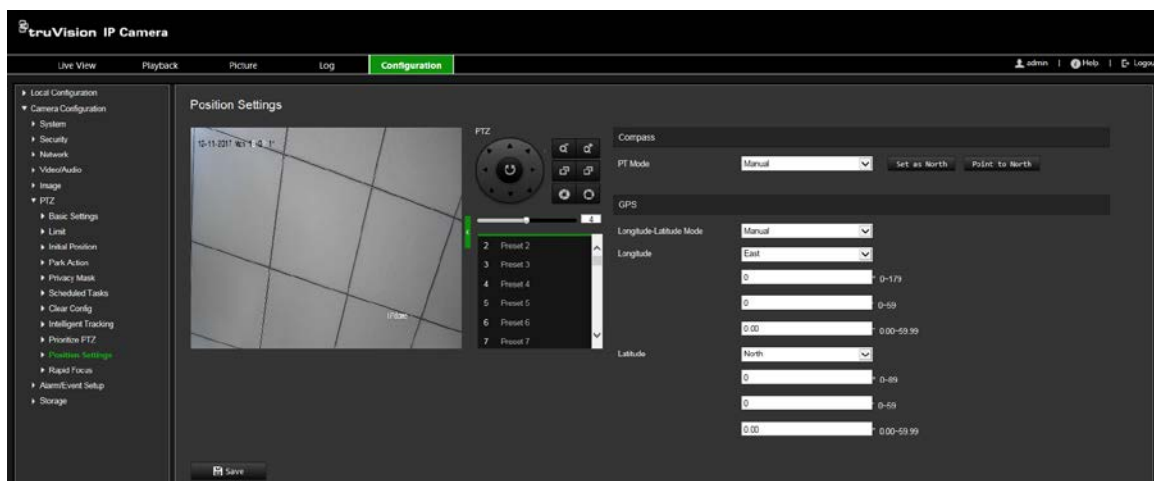 truVision IP Camera
Live View Playback Picture Log Configuration admin | Help | Logou
Local Configuration
Camera Configuration
System
Security
Network
Video/Audio
Image
PTZ
Basic Settings
Limit
Initial Position
Park Action
Privacy Mask
Scheduled Tasks
Clear Config
Intelligent Tracking
Prioritize PTZ
Position Settings
Rapid Focus
Alarm/Event Setup
Storage
Position Settings
10-11-2017
PTZ
4
2 Preset 2
3 Preset 3
4 Preset 4
5 Preset 5
6 Preset 6
7 Preset 7
Compass
PT Mode Manual Set as North Point to North
GPS
Longitude-Latitude Mode Manual
Longitude East
0 ° 0~179
0 ' 0~59
0.00 " 0.00~59.99
Latitude North
0 ° 0~89
0 ' 0~59
0.00 " 0.00~59.99
Save